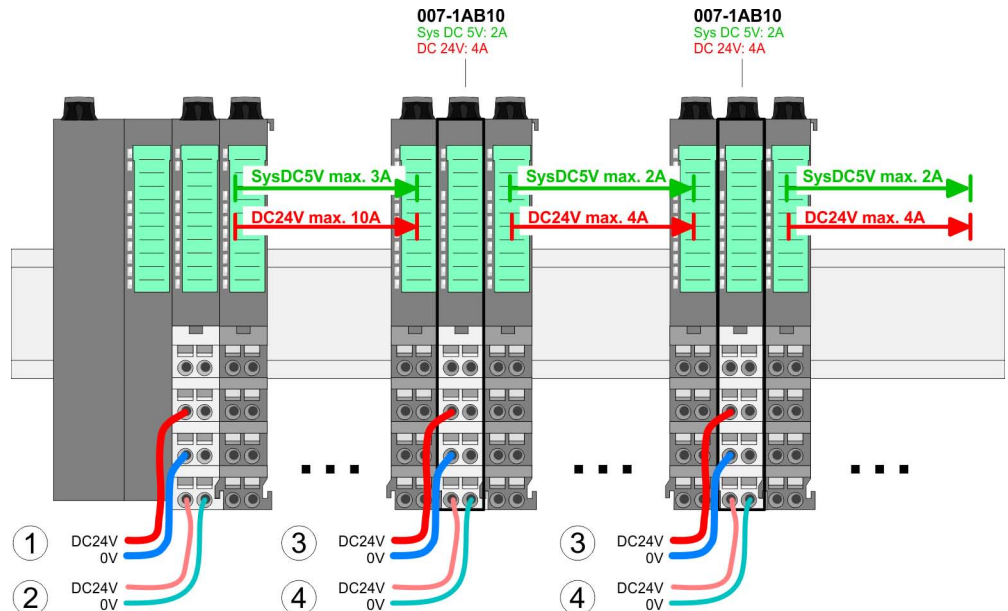 007-1AB10
Sys DC 5V: 2A
DC 24V: 4A
007-1AB10
Sys DC 5V: 2A
DC 24V: 4A
SysDC5V max. 3A
SysDC5V max. 2A
SysDC5V max. 2A
DC24V max. 10A
DC24V max. 4A
DC24V max. 4A
1 DC24V
0V
2 DC24V
0V
3 DC24V
0V
4 DC24V
0V
3 DC24V
0V
4 DC24V
0V